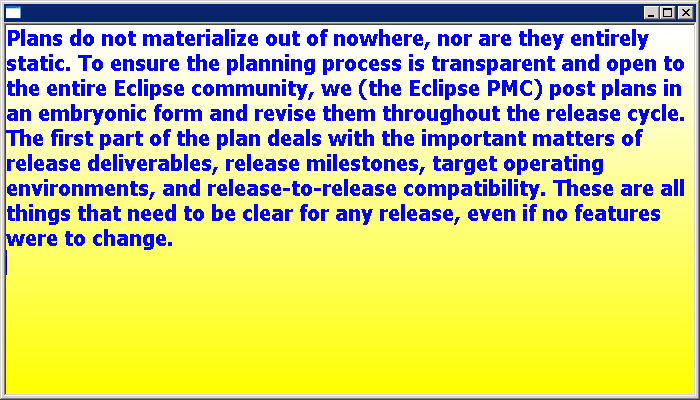 Plans do not materialize out of nowhere, nor are they entirely
static. To ensure the planning process is transparent and open to
the entire Eclipse community, we (the Eclipse PMC) post plans in
an embryonic form and revise them throughout the release cycle.
The first part of the plan deals with the important matters of
release deliverables, release milestones, target operating
environments, and release-to-release compatibility. These are all
things that need to be clear for any release, even if no features
were to change.